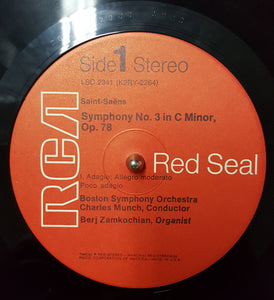 Side 1 Stereo
LSC 2341 (K2RY-2264)
Saint-Saëns
Symphony No. 3 in C Minor,
Op. 78
RCA
Red Seal
I. Adagio; Allegro moderato
Poco adagio
Boston Symphony Orchestra
Charles Munch, Conductor
Berj Zamkochian, Organist